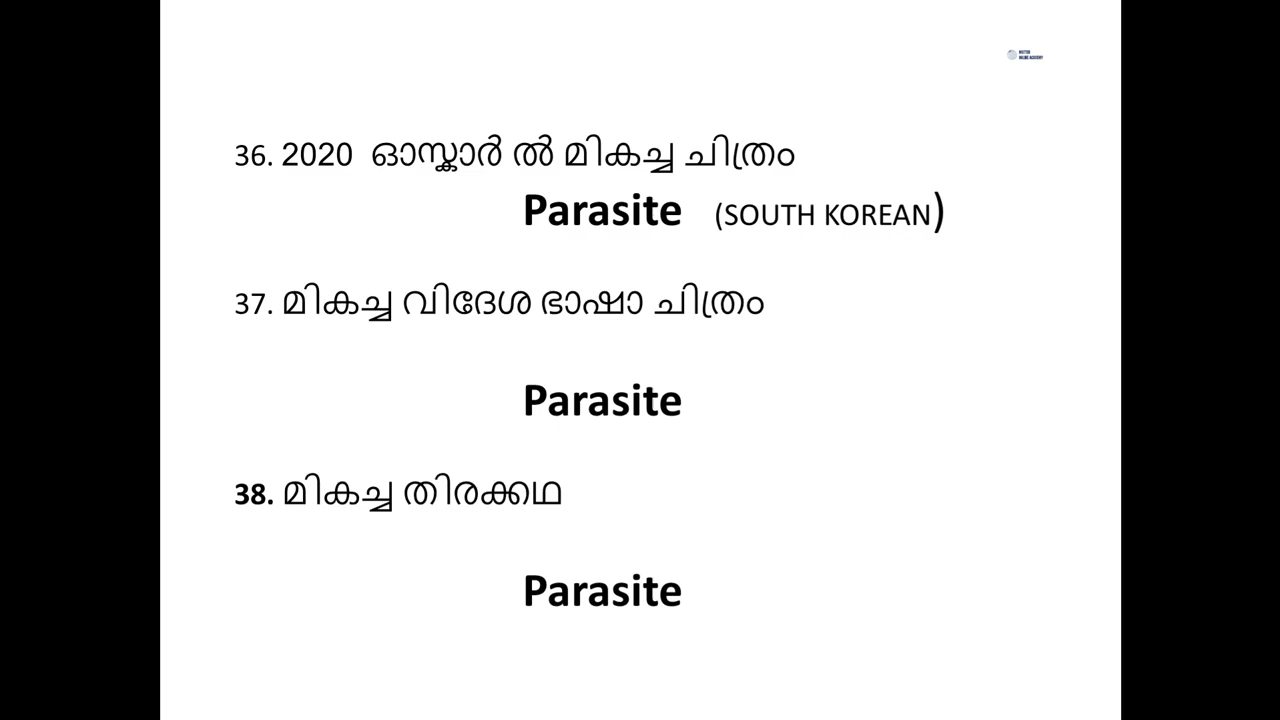 36. 2020 ഓസ്കാർ ൽ മികച്ച ചിത്രം
Parasite (SOUTH KOREAN)
37. മികച്ച വിദേശ ഭാഷാ ചിത്രം
Parasite
38. മികച്ച തിരക്കഥ
Parasite